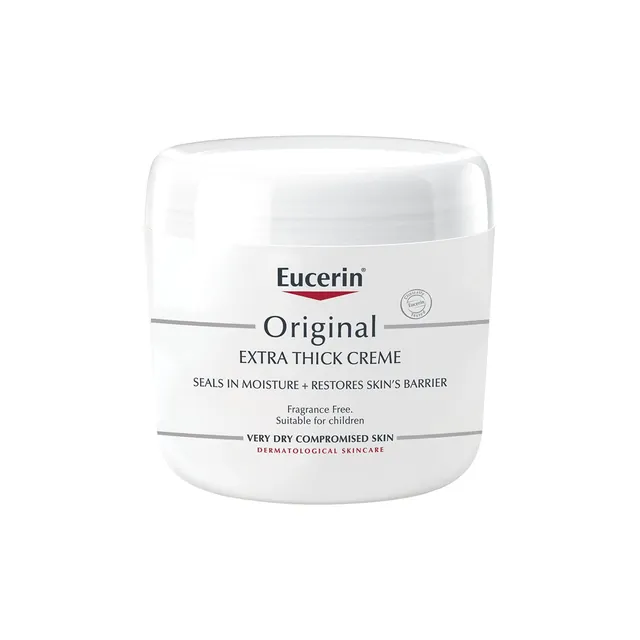 Eucerin®
Original
EXTRA THICK CREME
SEALS IN MOISTURE + RESTORES SKIN'S BARRIER
Fragrance Free.
Suitable for children
VERY DRY COMPROMISED SKIN
DERMATOLOGICAL SKINCARE